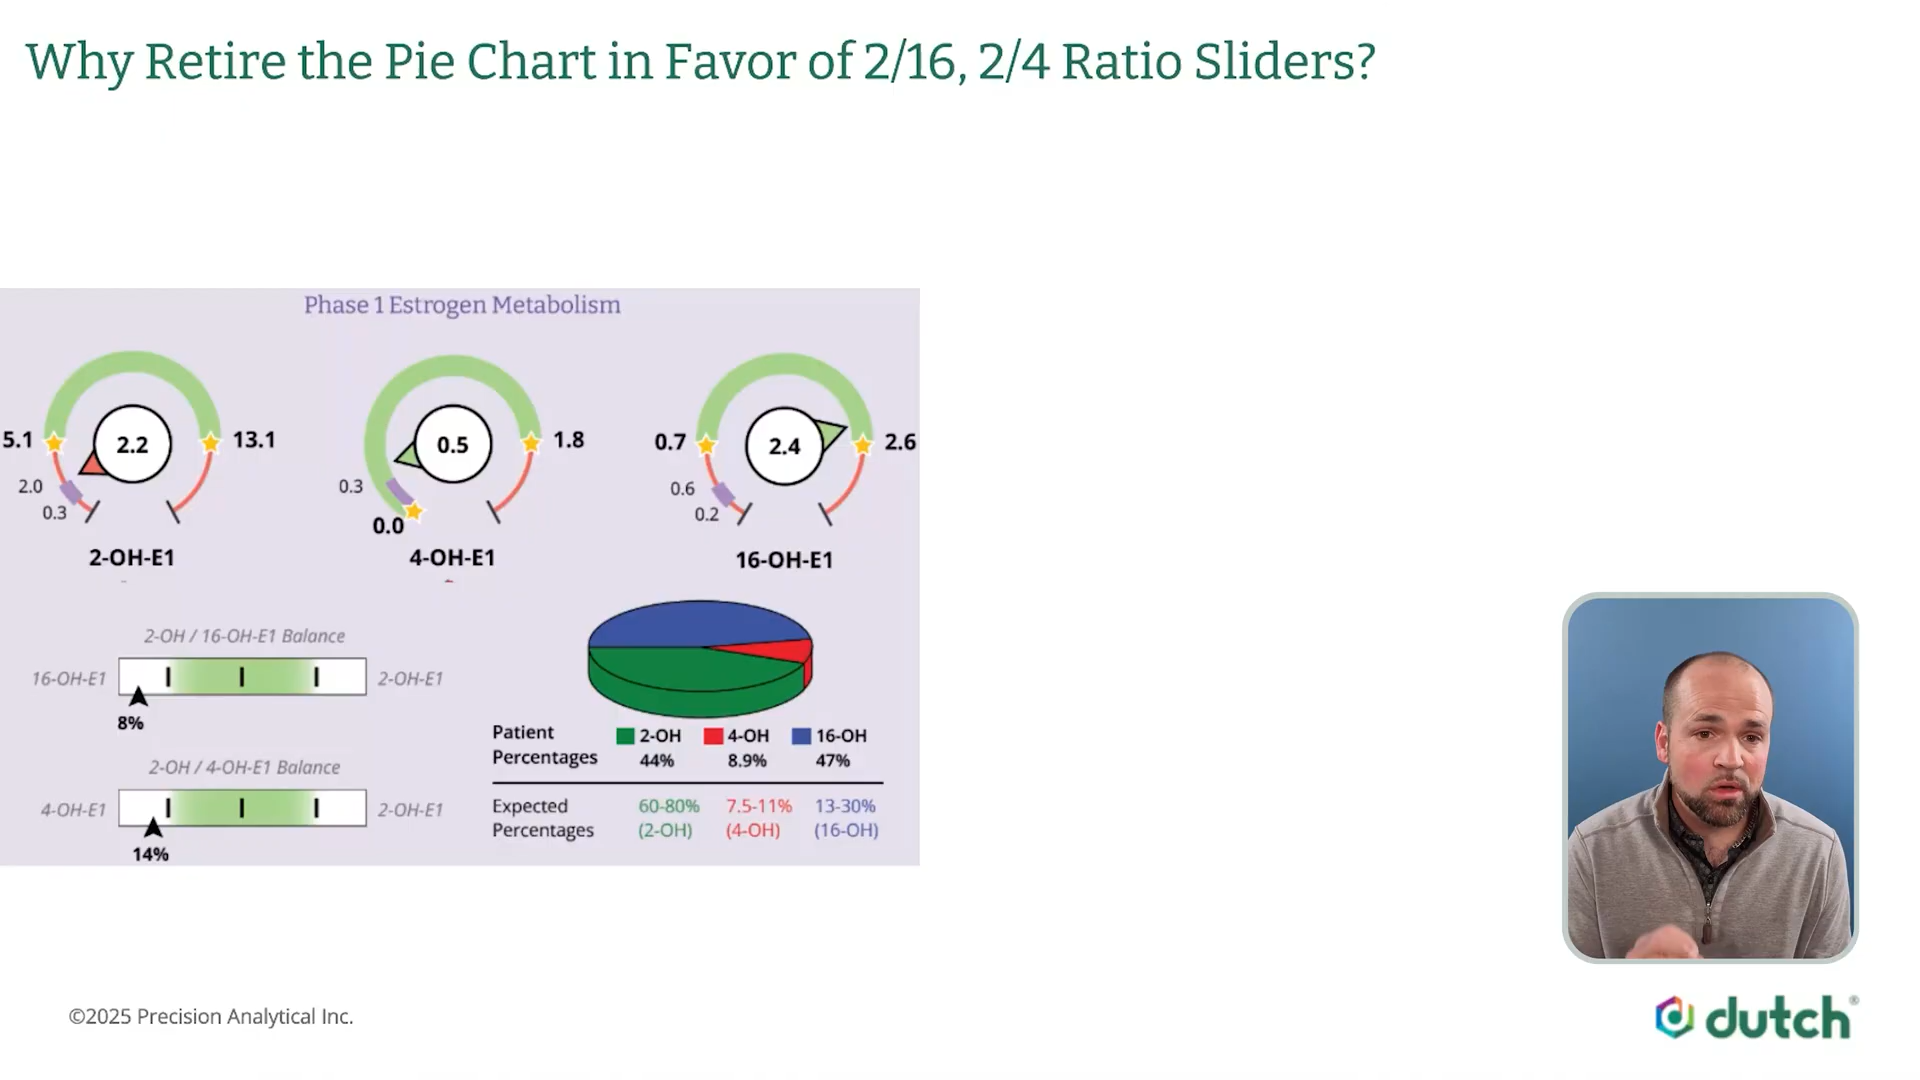 Why Retire the Pie Chart in Favor of 2/16, 2/4 Ratio Sliders?
Phase 1 Estrogen Metabolism
5.1
2.2
13.1
2.0
0.3
2-OH-E1
0.5
1.8
0.3
0.0
4-OH-E1
0.7
2.4
2.6
0.6
0.2
16-OH-E1
2-OH / 16-OH-E1 Balance
16-OH-E1
2-OH-E1
8%
2-OH / 4-OH-E1 Balance
4-OH-E1
2-OH-E1
14%
Patient Percentages
2-OH 4-OH 16-OH
44% 8.9% 47%
Expected Percentages
60-80% 7.5-11% 13-30%
(2-OH) (4-OH) (16-OH)
©2025 Precision Analytical Inc.
dutch®